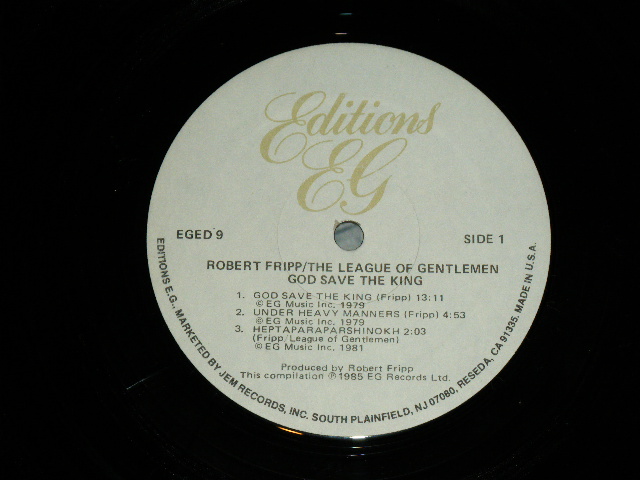 Editions
EG
EGED 9
SIDE 1
ROBERT FRIPP/THE LEAGUE OF GENTLEMEN
GOD SAVE THE KING
1. GOD SAVE THE KING (Fripp) 13:11
© EG Music Inc. 1979
2. UNDER HEAVY MANNERS (Fripp) 4:53
© EG Music Inc. 1979
3. HEPTAPARAPARSHINOKH 2:03
(Fripp/League of Gentlemen)
© EG Music Inc. 1981
Produced by Robert Fripp
This compilation ℗1985 EG Records Ltd.
EDITIONS E.G., MARKETED BY JEM RECORDS, INC. SOUTH PLAINFIELD, NJ 07080, RESEDA, CA 91335. MADE IN U.S.A.